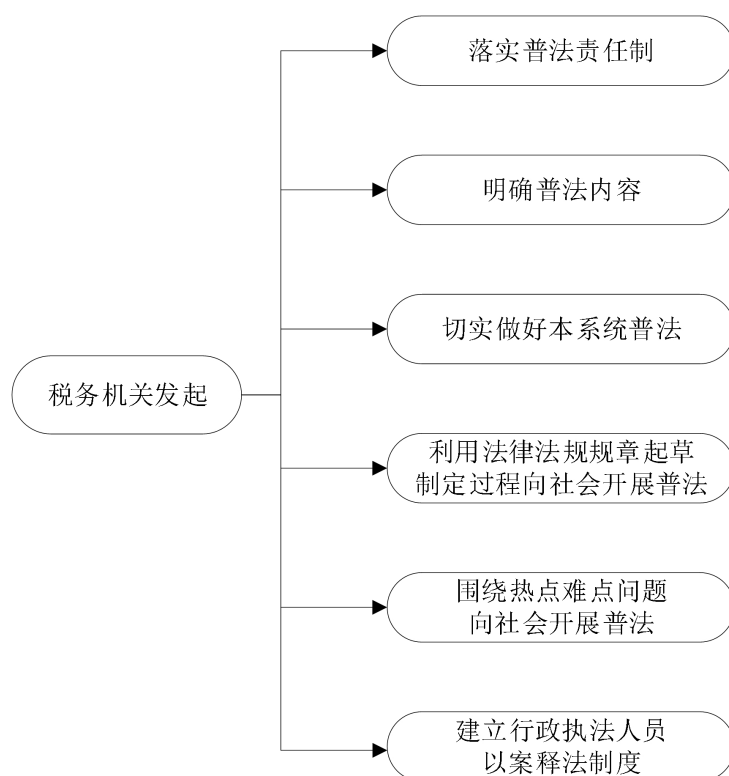 落实普法责任制
明确普法内容
切实做好本系统普法
税务机关发起
利用法律法规规章起草
制定过程向社会开展普法
围绕热点难点问题
向社会开展普法
建立行政执法人员
以案释法制度